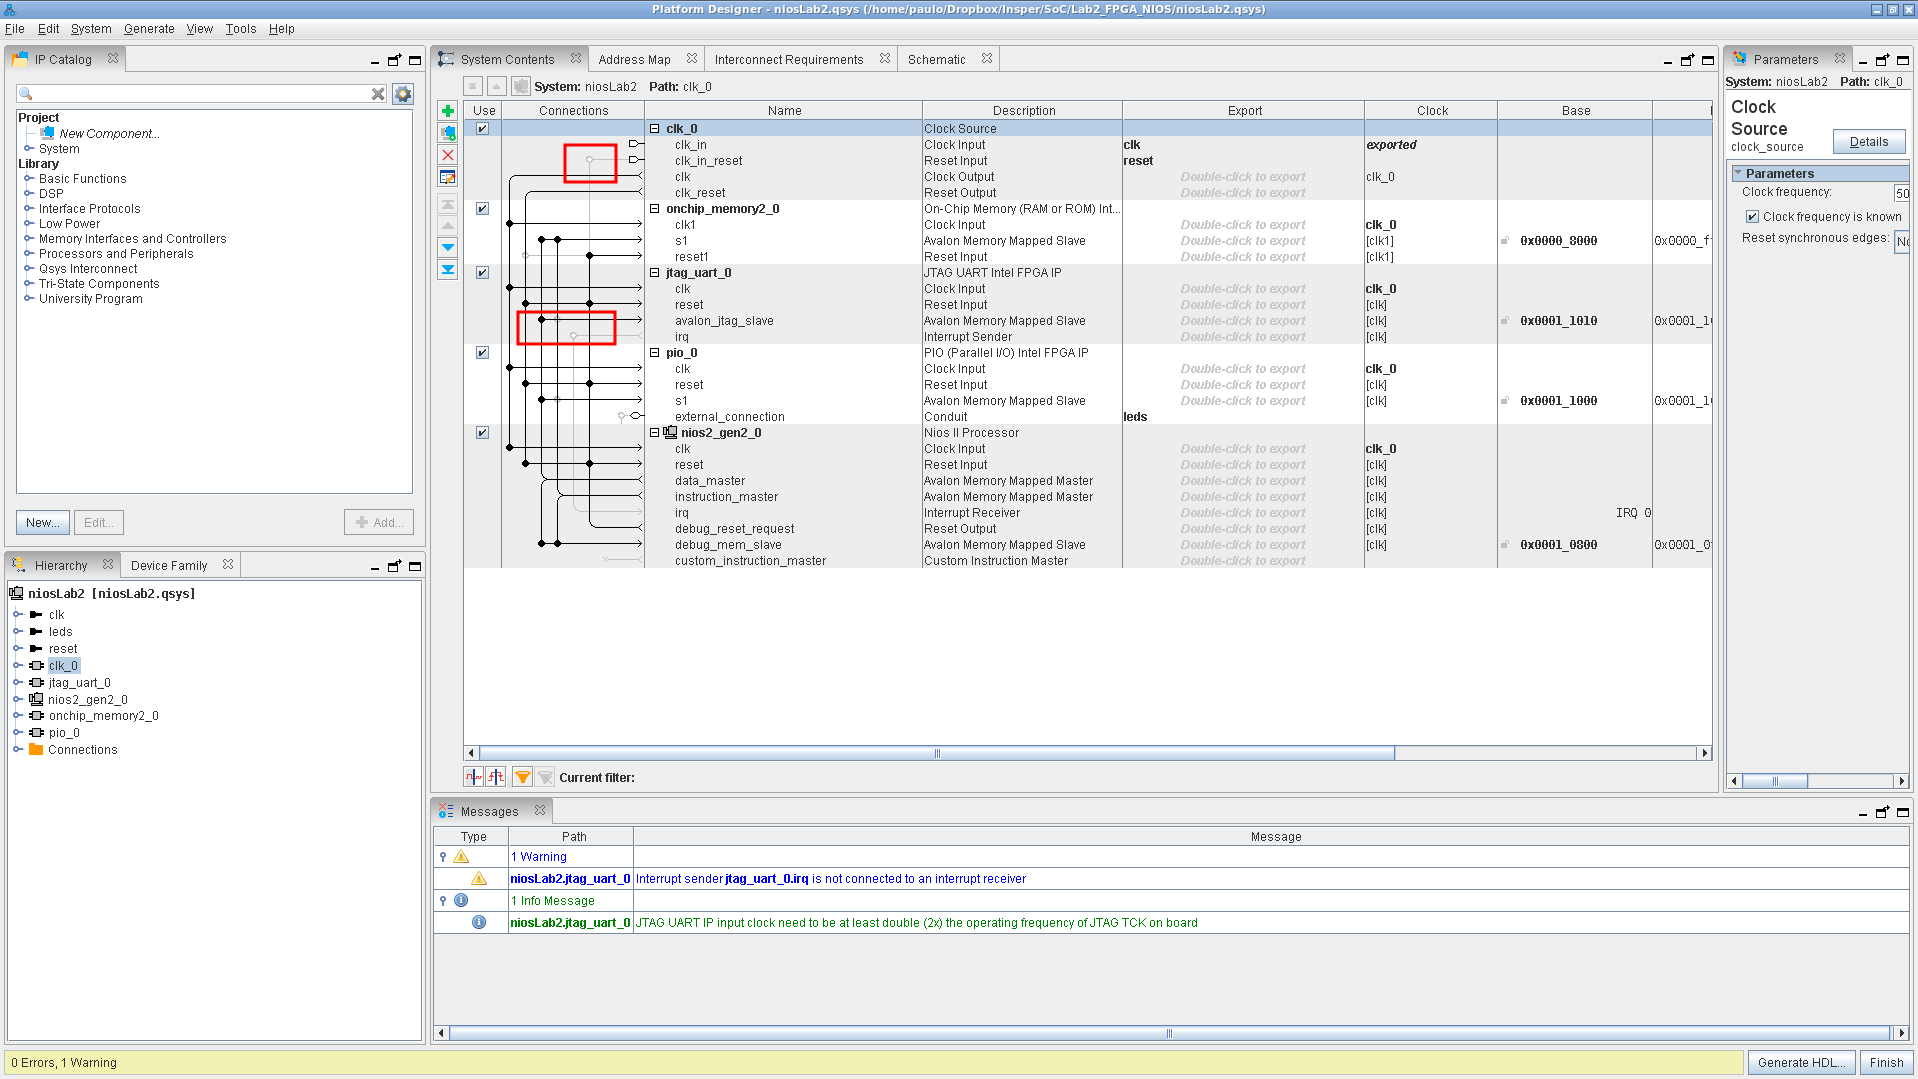 Platform Designer - niosLab2.qsys (/home/paulo/Dropbox/Insper/SoC/Lab2_FPGA_NIOS/niosLab2.qsys)
File Edit System Generate View Tools Help
IP Catalog
Project
New Component...
System
Library
Basic Functions
DSP
Interface Protocols
Low Power
Memory Interfaces and Controllers
Processors and Peripherals
Qsys Interconnect
Tri-State Components
University Program
New... Edit... Add...
Hierarchy Device Family
niosLab2 [niosLab2.qsys]
clk
leds
reset
clk_0
jtag_uart_0
nios2_gen2_0
onchip_memory2_0
pio_0
Connections
System Contents Address Map Interconnect Requirements Schematic
System: niosLab2 Path: clk_0
Use Connections Name Description Export Clock Base
clk_0 Clock Source
clk_in Clock Input clk exported
clk_in_reset Reset Input reset
clk Clock Output Double-click to export clk_0
clk_reset Reset Output Double-click to export
onchip_memory2_0 On-Chip Memory (RAM or ROM) Int...
clk1 Clock Input Double-click to export clk_0
s1 Avalon Memory Mapped Slave Double-click to export [clk1] 0x0000_8000
reset1 Reset Input Double-click to export [clk1]
jtag_uart_0 JTAG UART Intel FPGA IP
clk Clock Input Double-click to export clk_0
reset Reset Input Double-click to export [clk]
avalon_jtag_slave Avalon Memory Mapped Slave Double-click to export [clk] 0x0001_1010
irq Interrupt Sender Double-click to export [clk]
pio_0 PIO (Parallel I/O) Intel FPGA IP
clk Clock Input Double-click to export clk_0
reset Reset Input Double-click to export [clk]
s1 Avalon Memory Mapped Slave Double-click to export [clk] 0x0001_1000
external_connection Conduit leds
nios2_gen2_0 Nios II Processor
clk Clock Input Double-click to export clk_0
reset Reset Input Double-click to export [clk]
data_master Avalon Memory Mapped Master Double-click to export [clk]
instruction_master Avalon Memory Mapped Master Double-click to export [clk]
irq Interrupt Receiver Double-click to export [clk] IRQ 0
debug_reset_request Reset Output Double-click to export [clk]
debug_mem_slave Avalon Memory Mapped Slave Double-click to export [clk] 0x0001_0800
custom_instruction_master Custom Instruction Master Double-click to export
Current filter:
Parameters
System: niosLab2 Path: clk_0
Clock
Source
clock_source
Details
Parameters
Clock frequency: 50
Clock frequency is known
Reset synchronous edges:
Messages
Type Path Message
1 Warning
niosLab2.jtag_uart_0 Interrupt sender jtag_uart_0.irq is not connected to an interrupt receiver
1 Info Message
niosLab2.jtag_uart_0 JTAG UART IP input clock need to be at least double (2x) the operating frequency of JTAG TCK on board
0 Errors, 1 Warning
Generate HDL... Finish